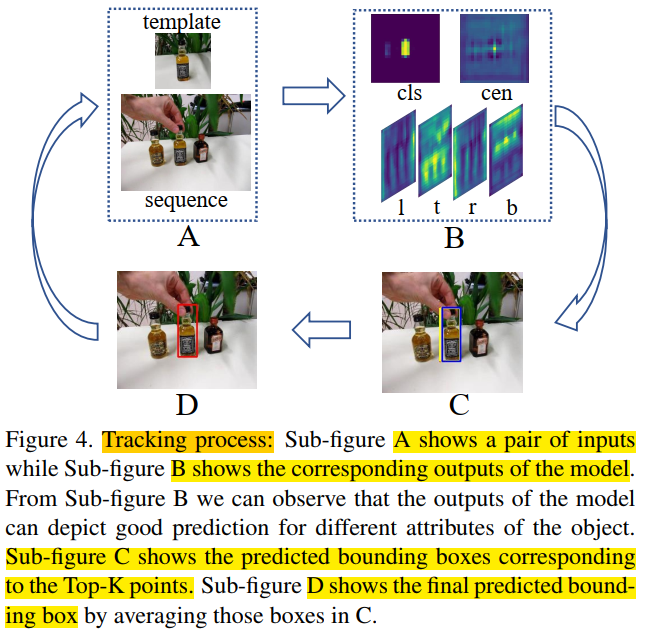 template
sequence
A
cls cen
l t r b
B
D
C
Figure 4. Tracking process: Sub-figure A shows a pair of inputs
while Sub-figure B shows the corresponding outputs of the model.
From Sub-figure B we can observe that the outputs of the model
can depict good prediction for different attributes of the object.
Sub-figure C shows the predicted bounding boxes corresponding
to the Top-K points. Sub-figure D shows the final predicted bound-
ing box by averaging those boxes in C.